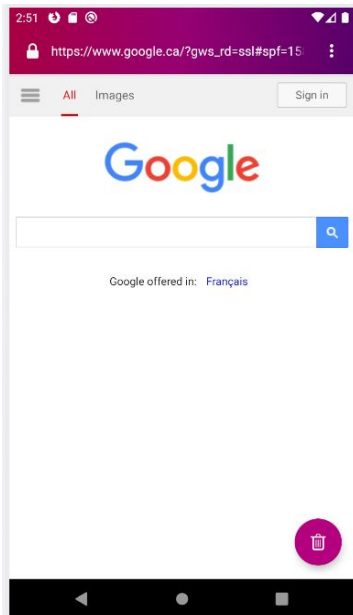 2:51
https://www.google.ca/?gws_rd=ssl#spf=15
All Images Sign in
Google
Google offered in: Français